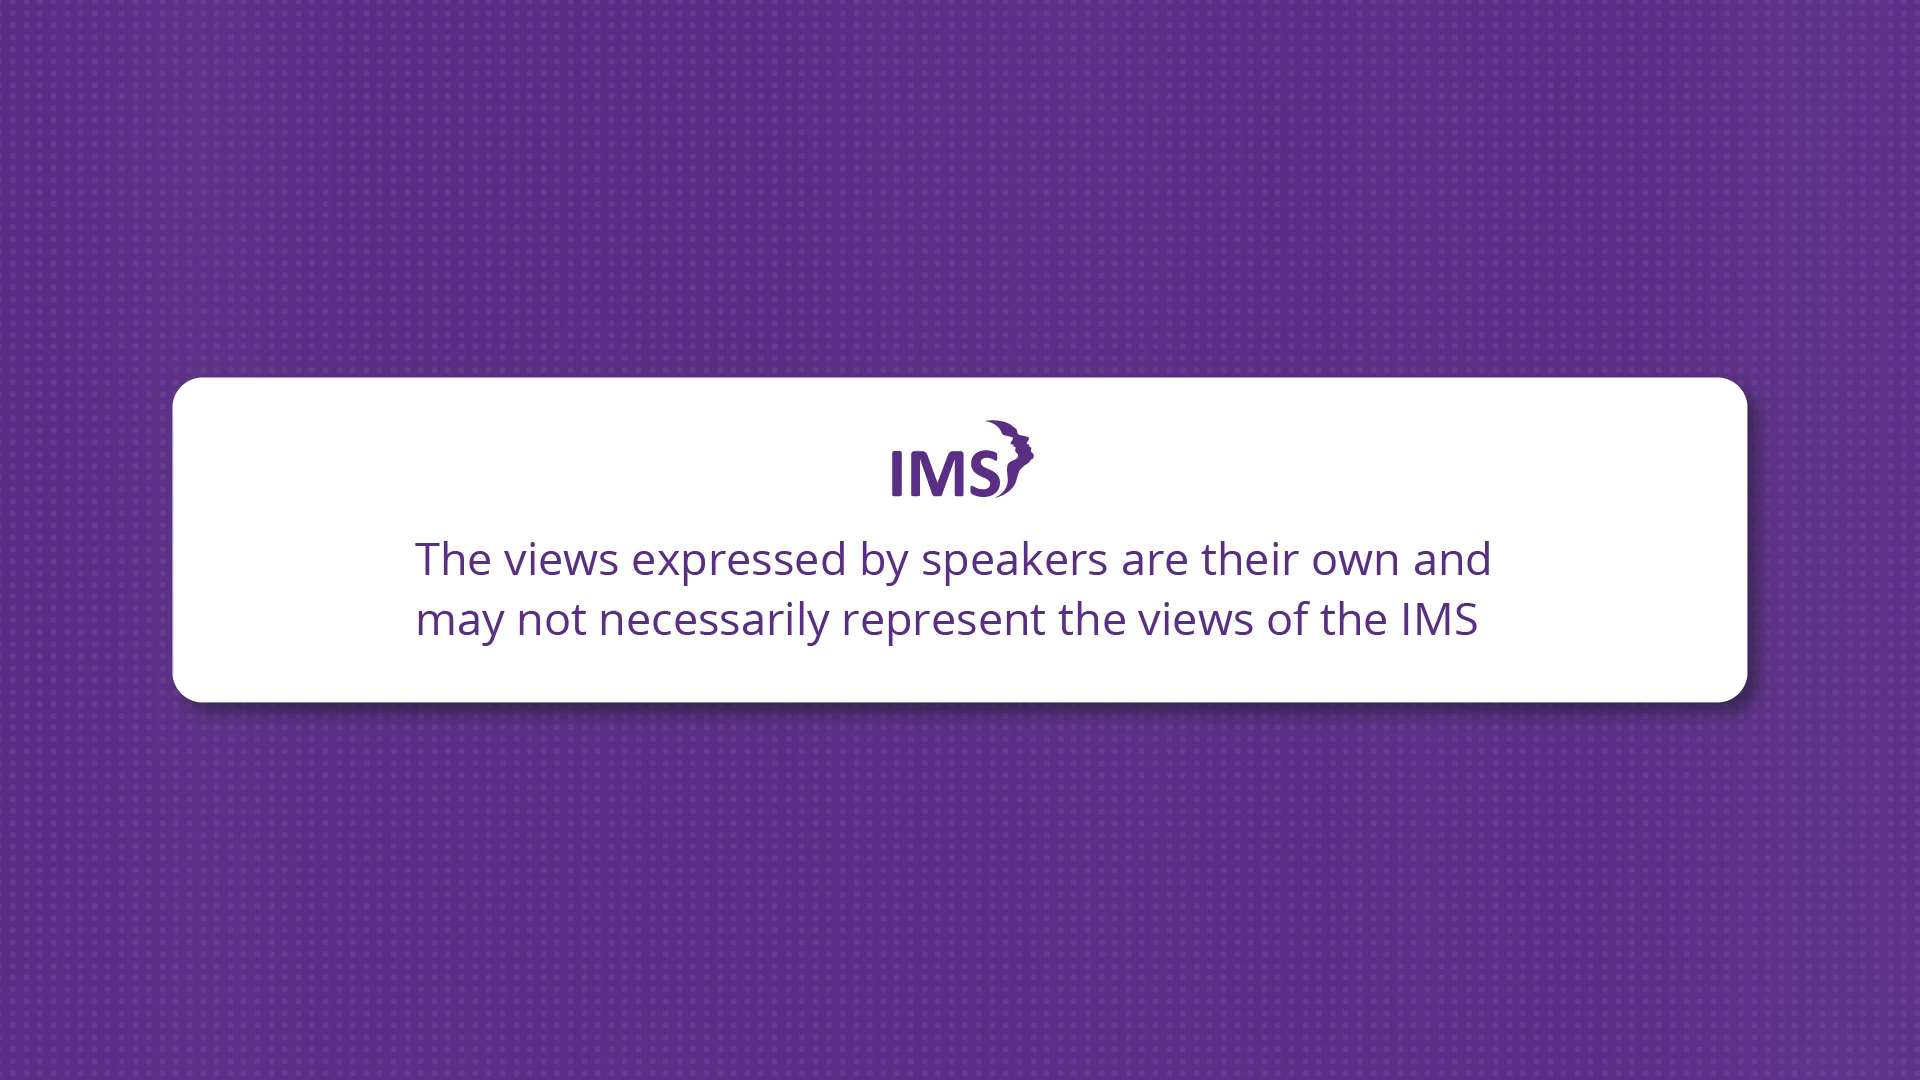 IMS
The views expressed by speakers are their own and
may not necessarily represent the views of the IMS